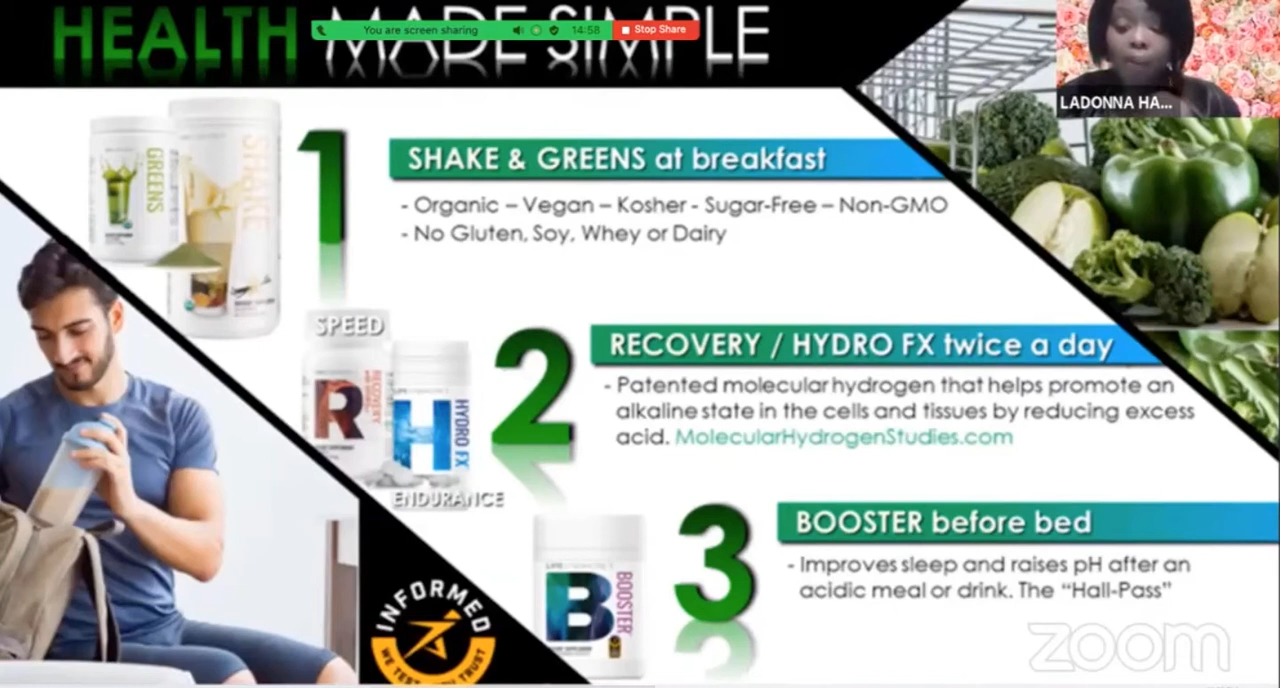 HEALTH MADE SIMPLE
You are screen sharing 14:58 Stop Share
LADONNA HA...
GREENS
SHAKE
1
SHAKE & GREENS at breakfast
- Organic – Vegan – Kosher - Sugar-Free – Non-GMO
- No Gluten, Soy, Whey or Dairy
SPEED
R
RECOVERY
H
HYDRO FX
ENDURANCE
2
RECOVERY / HYDRO FX twice a day
- Patented molecular hydrogen that helps promote an
alkaline state in the cells and tissues by reducing excess
acid. MolecularHydrogenStudies.com
B
BOOSTER
3
BOOSTER before bed
- Improves sleep and raises pH after an
acidic meal or drink. The “Hall-Pass”
INFORMED
WE TEST YOU TRUST
zoom